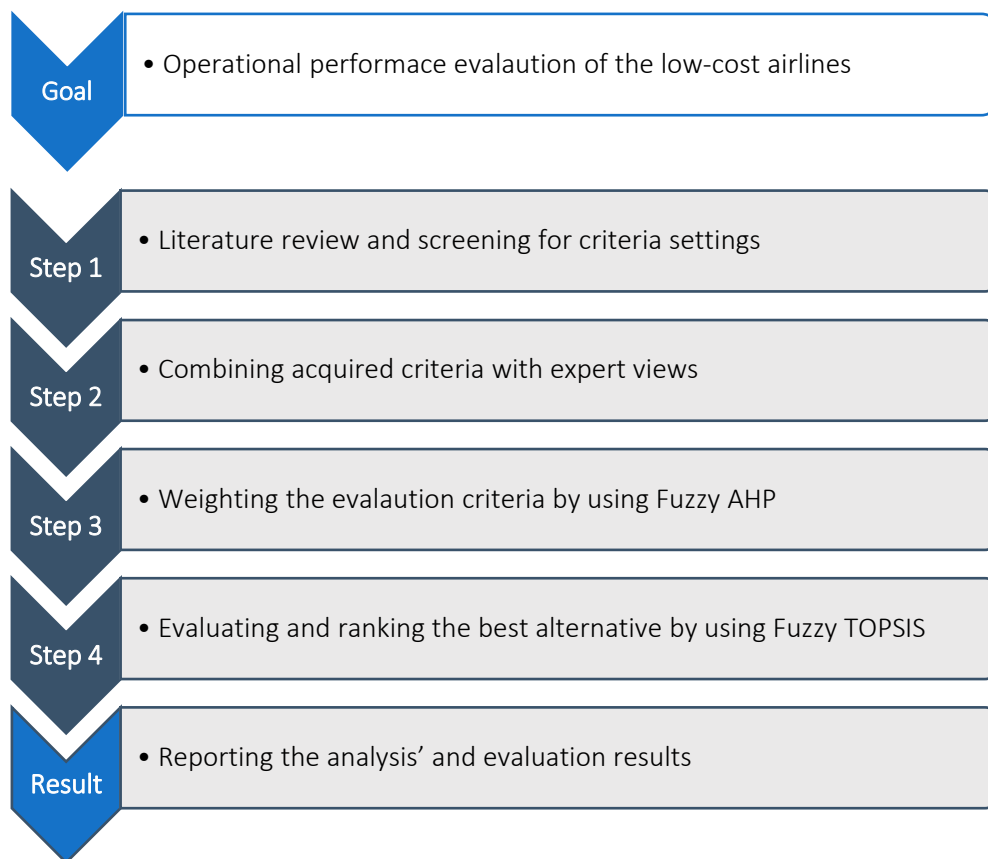 Goal
• Operational performace evalaution of the low-cost airlines
Step 1
• Literature review and screening for criteria settings
Step 2
• Combining acquired criteria with expert views
Step 3
• Weighting the evalaution criteria by using Fuzzy AHP
Step 4
• Evaluating and ranking the best alternative by using Fuzzy TOPSIS
Result
• Reporting the analysis’ and evaluation results